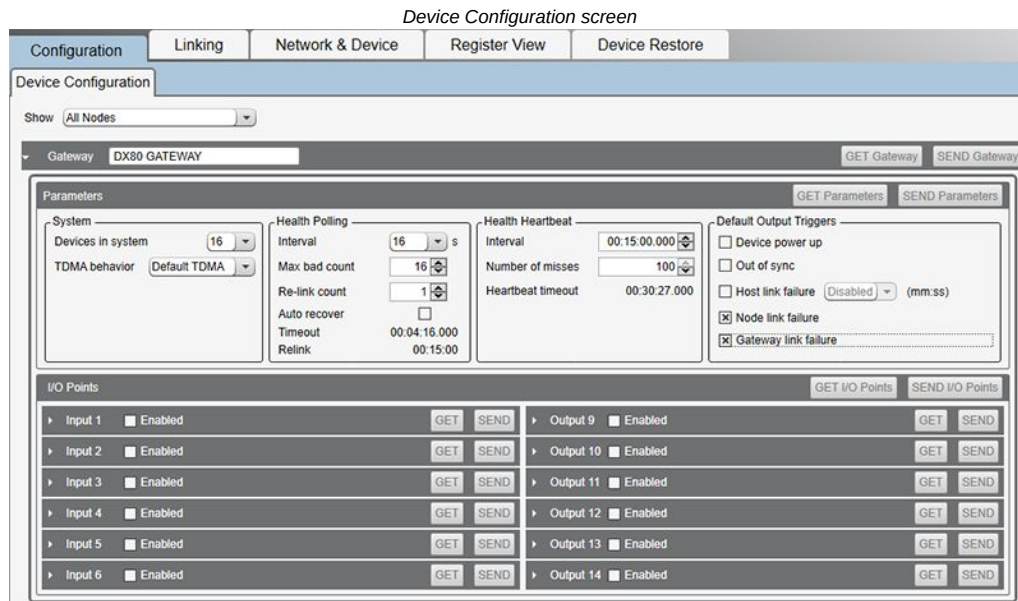 Device Configuration screen
Configuration Linking Network & Device Register View Device Restore
Device Configuration
Show All Nodes
Gateway DX80 GATEWAY GET Gateway SEND Gateway
Parameters GET Parameters SEND Parameters
System
Devices in system 16
TDMA behavior Default TDMA
Health Polling
Interval 16 s
Max bad count 16
Re-link count 1
Auto recover
Timeout 00:04:16.000
Relink 00:15:00
Health Heartbeat
Interval 00:15:00.000
Number of misses 100
Heartbeat timeout 00:30:27.000
Default Output Triggers
Device power up
Out of sync
Host link failure Disabled (mm:ss)
Node link failure
Gateway link failure
I/O Points GET I/O Points SEND I/O Points
Input 1 Enabled GET SEND Output 9 Enabled GET SEND
Input 2 Enabled GET SEND Output 10 Enabled GET SEND
Input 3 Enabled GET SEND Output 11 Enabled GET SEND
Input 4 Enabled GET SEND Output 12 Enabled GET SEND
Input 5 Enabled GET SEND Output 13 Enabled GET SEND
Input 6 Enabled GET SEND Output 14 Enabled GET SEND